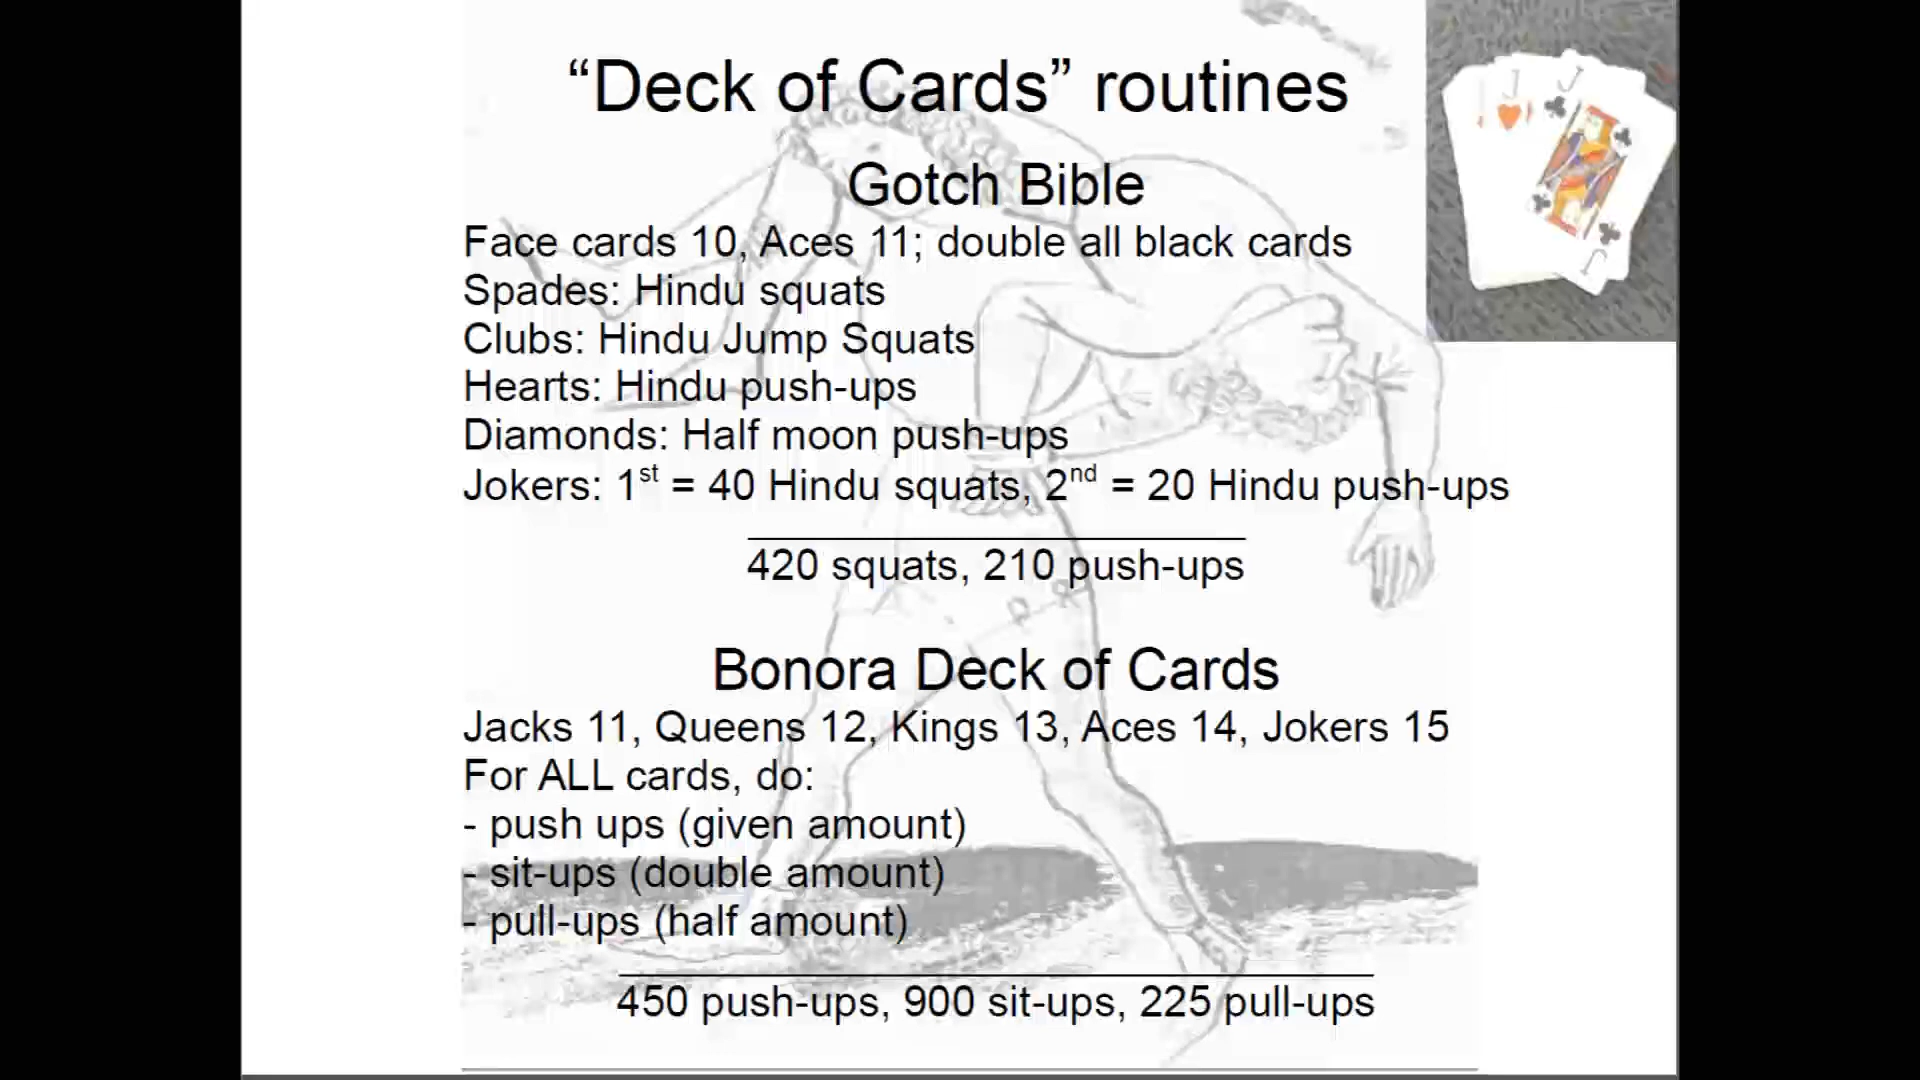 “Deck of Cards” routines
Gotch Bible
Face cards 10, Aces 11; double all black cards
Spades: Hindu squats
Clubs: Hindu Jump Squats
Hearts: Hindu push-ups
Diamonds: Half moon push-ups
Jokers: 1st = 40 Hindu squats, 2nd = 20 Hindu push-ups
420 squats, 210 push-ups
Bonora Deck of Cards
Jacks 11, Queens 12, Kings 13, Aces 14, Jokers 15
For ALL cards, do:
- push ups (given amount)
- sit-ups (double amount)
- pull-ups (half amount)
450 push-ups, 900 sit-ups, 225 pull-ups
J
J
J